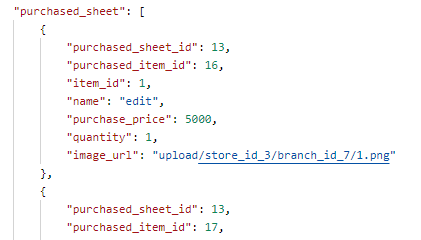 "purchased_sheet": [
{
"purchased_sheet_id": 13,
"purchased_item_id": 16,
"item_id": 1,
"name": "edit",
"purchase_price": 5000,
"quantity": 1,
"image_url": "upload/store_id_3/branch_id_7/1.png"
},
{
"purchased_sheet_id": 13,
"purchased_item_id": 17,